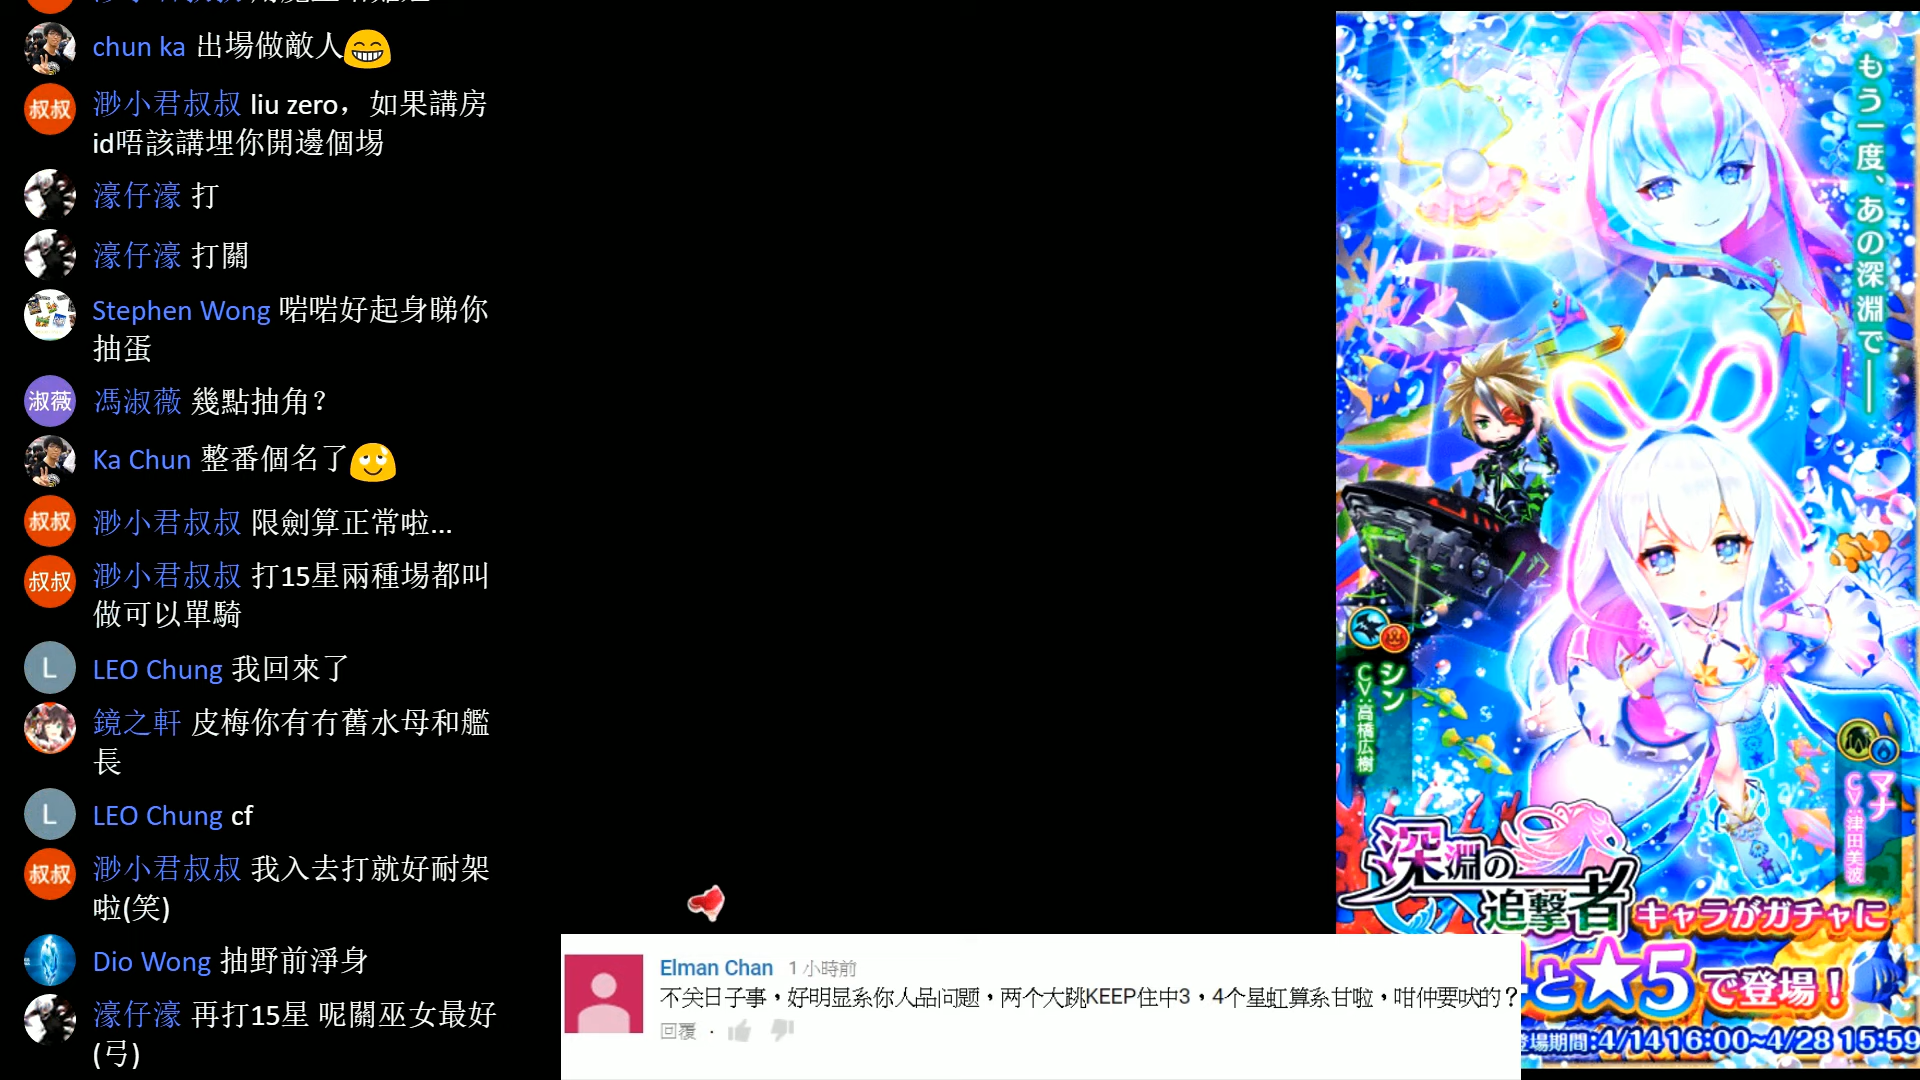 chun ka 出場做敵人
叔叔
渺小君叔叔 liu zero，如果講房
id唔該講埋你開邊個場
濠仔濠 打
濠仔濠 打關
Stephen Wong 啱啱好起身睇你
抽蛋
淑薇
馮淑薇 幾點抽角？
Ka Chun 整番個名了
叔叔
渺小君叔叔 限劍算正常啦...
叔叔
渺小君叔叔 打15星兩種場都叫
做可以單騎
L
LEO Chung 我回來了
鏡之軒 皮梅你有冇舊水母和艦
長
L
LEO Chung cf
叔叔
渺小君叔叔 我入去打就好耐架
啦(笑)
Dio Wong 抽野前淨身
濠仔濠 再打15星 呢關巫女最好
(弓)
Elman Chan 1 小時前
不关日子事，好明显系你人品问题，两个大跳KEEP住中3，4个星虹算系甘啦，咁仲要吠的？
回覆 ·
もう一度、あの深淵で——
シン
CV:高橋広樹
マナ
CV:津田美波
深淵の
追撃者
キャラがガチャに
と★5で登場！
登場期間:4/14 16:00~4/28 15:59